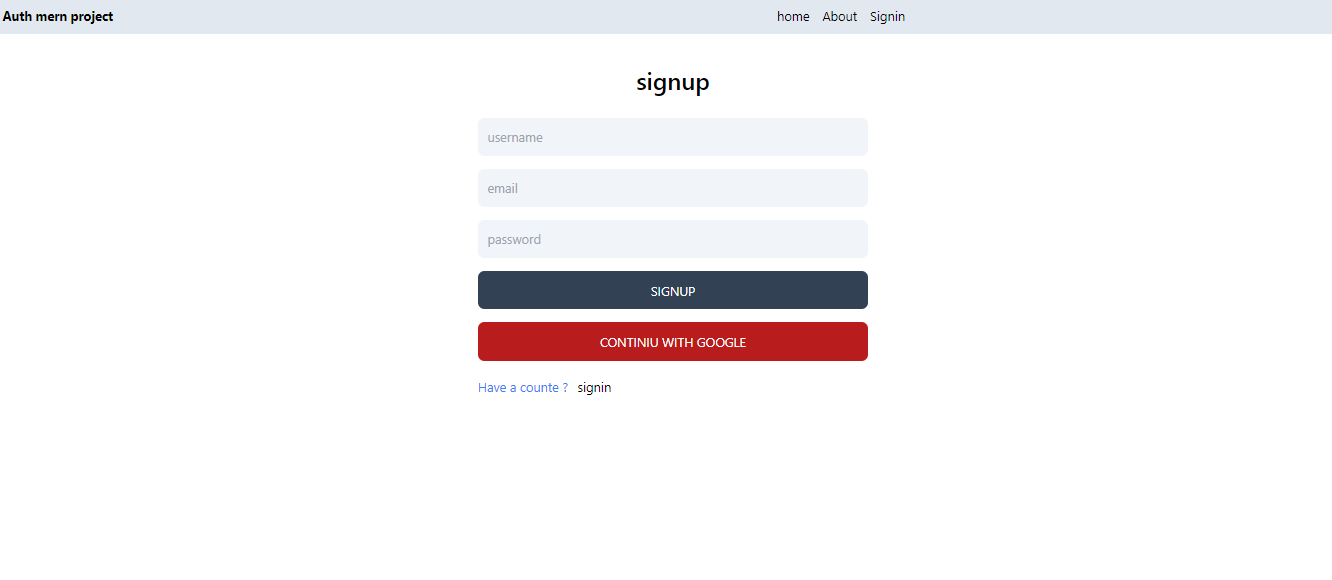 Auth mern project home About Signin
signup
username
email
password
SIGNUP
CONTINIU WITH GOOGLE
Have a counte ? signin